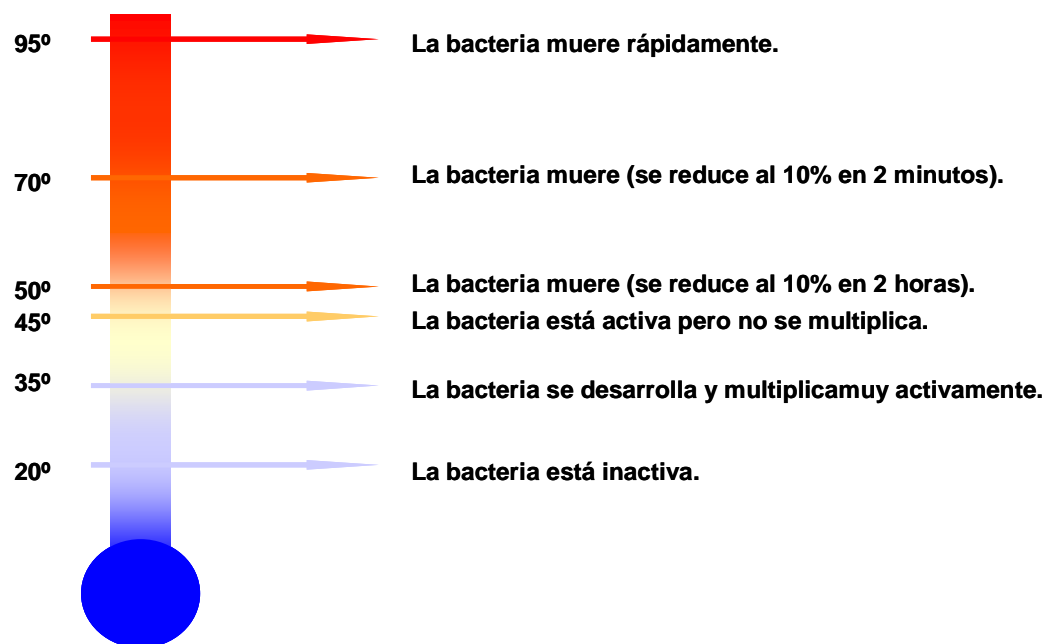 95º La bacteria muere rápidamente.
70º La bacteria muere (se reduce al 10% en 2 minutos).
50º La bacteria muere (se reduce al 10% en 2 horas).
45º La bacteria está activa pero no se multiplica.
35º La bacteria se desarrolla y multiplicamuy activamente.
20º La bacteria está inactiva.